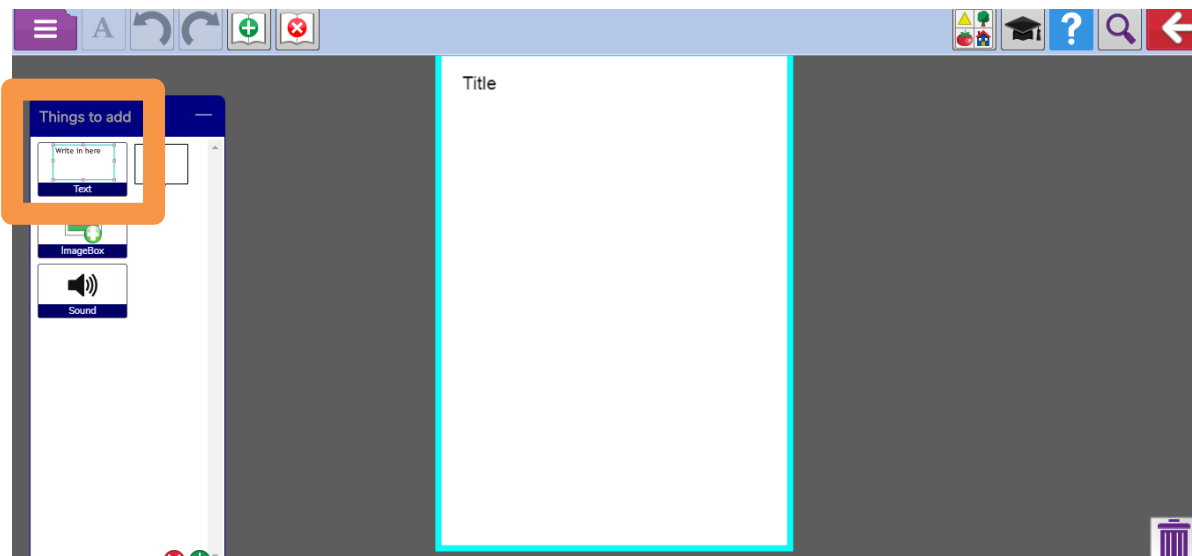 A
?
Title
Things to add
Write in here
Text
ImageBox
Sound